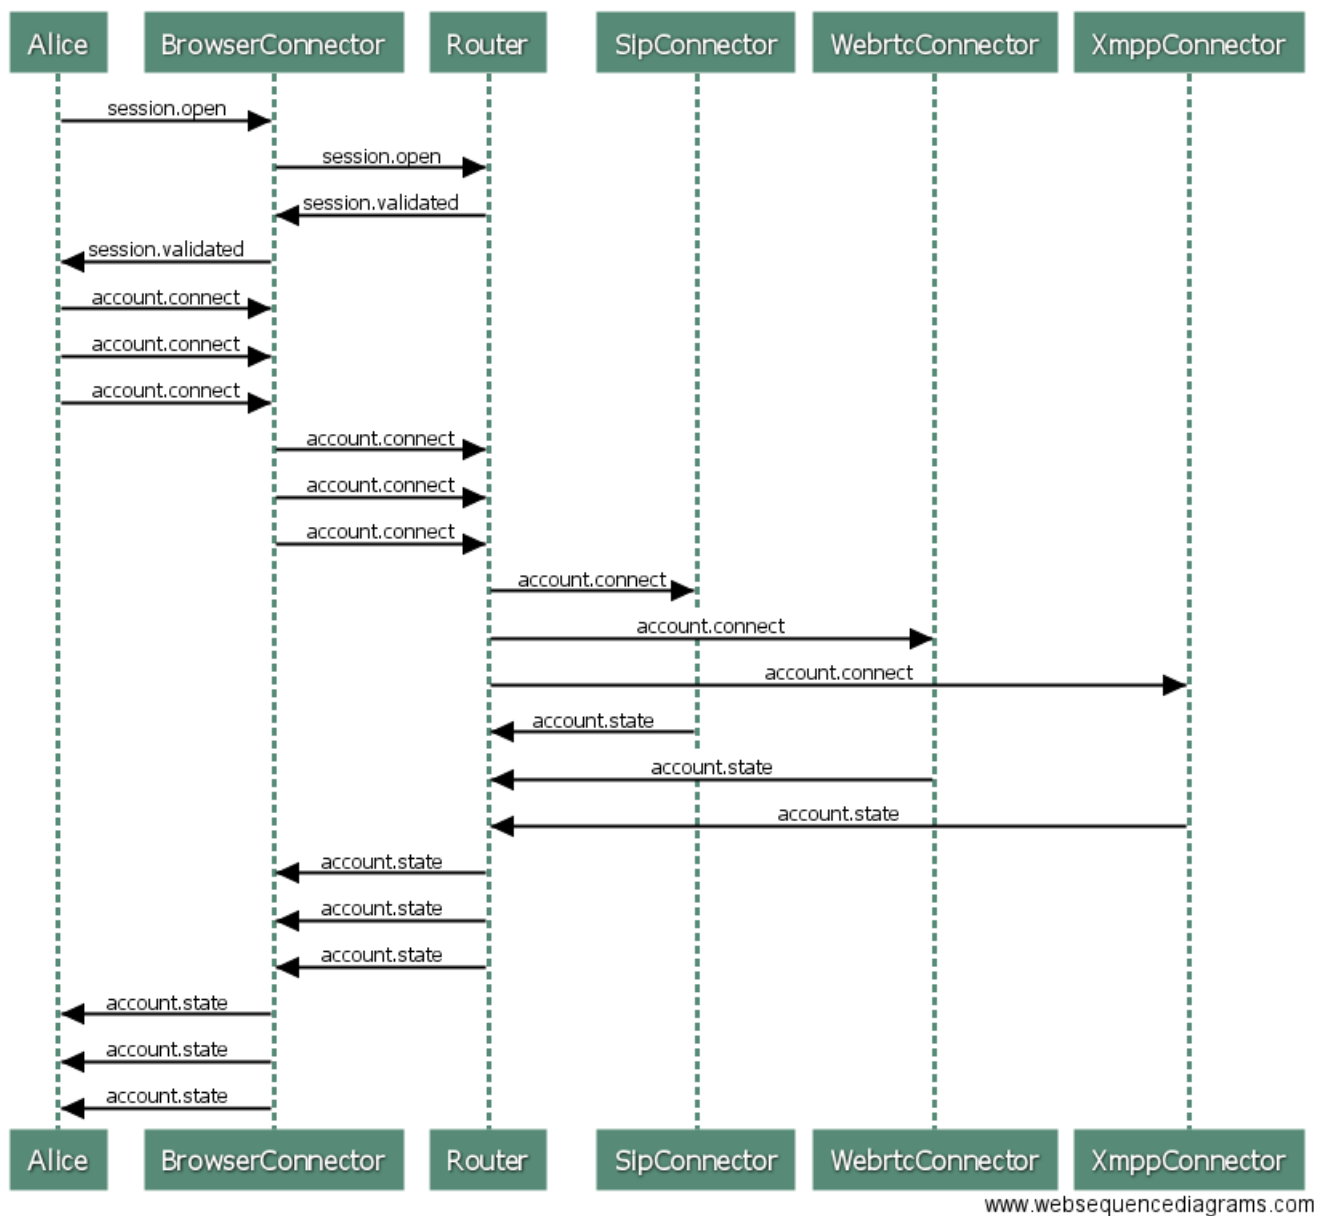 Alice BrowserConnector Router SipConnector WebrtcConnector XmppConnector
session.open
session.open
session.validated
session.validated
account.connect
account.connect
account.connect
account.connect
account.connect
account.connect
account.connect
account.connect
account.connect
account.state
account.state
account.state
account.state
account.state
account.state
account.state
account.state
account.state
Alice BrowserConnector Router SipConnector WebrtcConnector XmppConnector
www.websequencediagrams.com